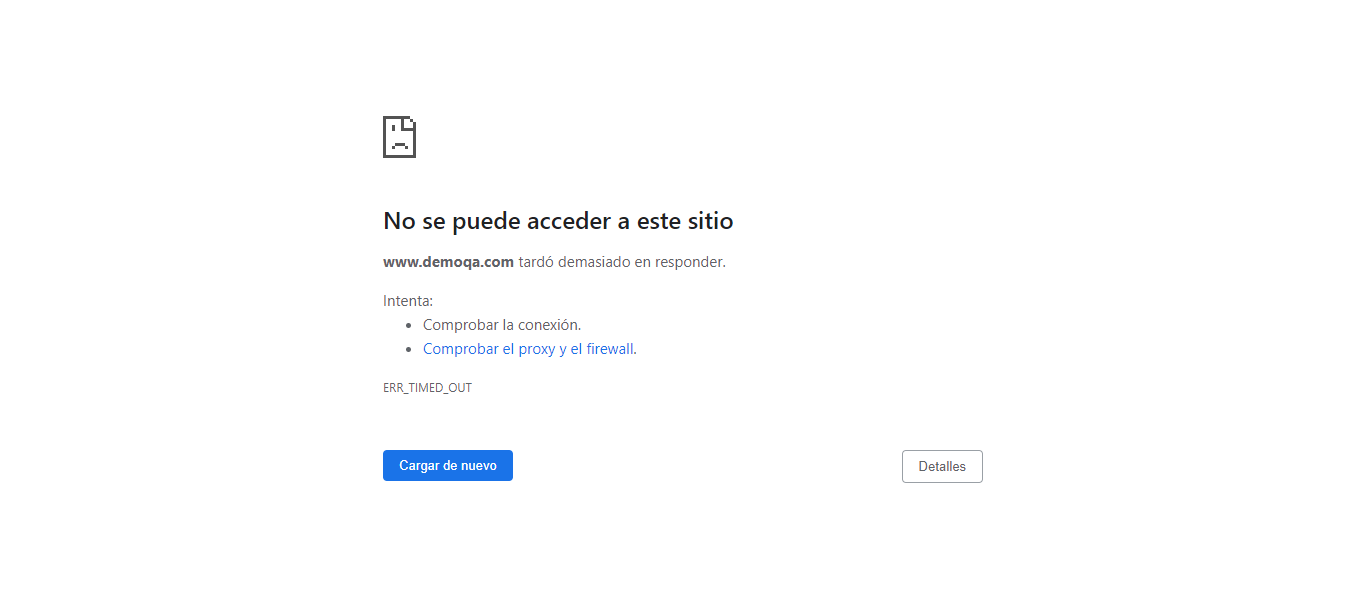 No se puede acceder a este sitio
www.demoqa.com tardó demasiado en responder.
Intenta:
Comprobar la conexión.
Comprobar el proxy y el firewall.
ERR_TIMED_OUT
Cargar de nuevo
Detalles